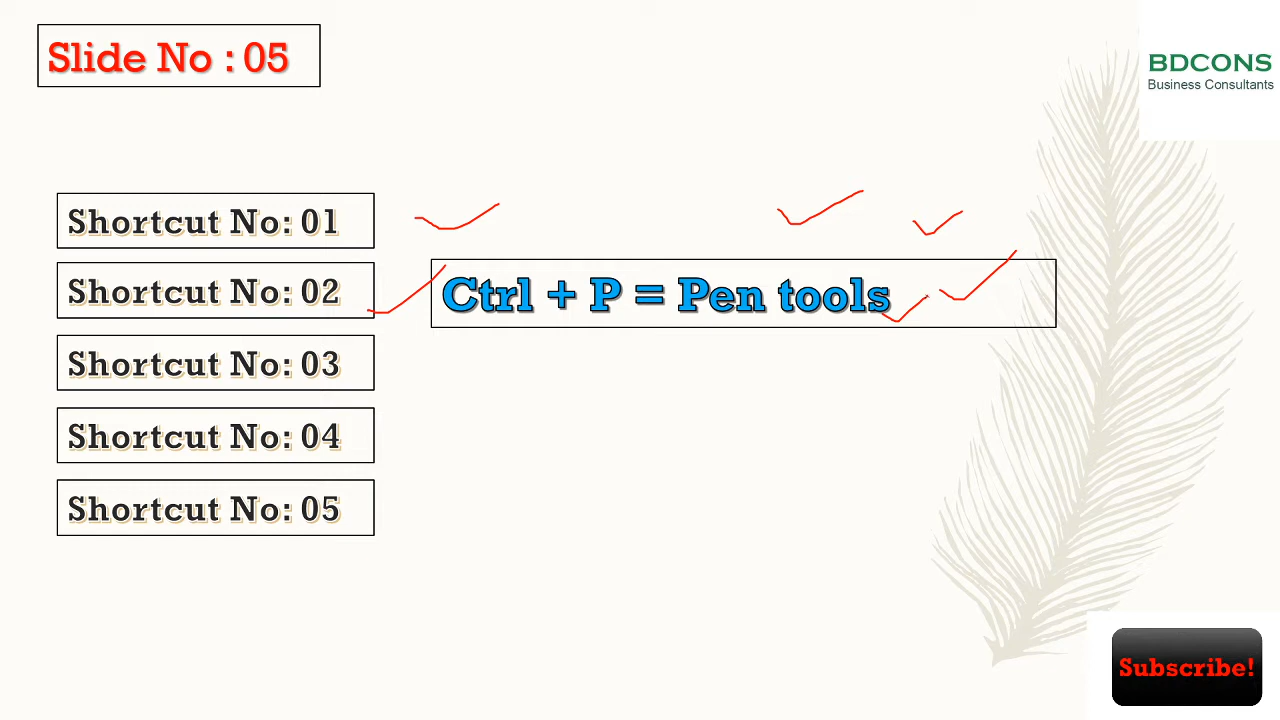 Slide No : 05
BDCONS
Business Consultants
Shortcut No: 01
Shortcut No: 02
Ctrl + P = Pen tools
Shortcut No: 03
Shortcut No: 04
Shortcut No: 05
Subscribe!